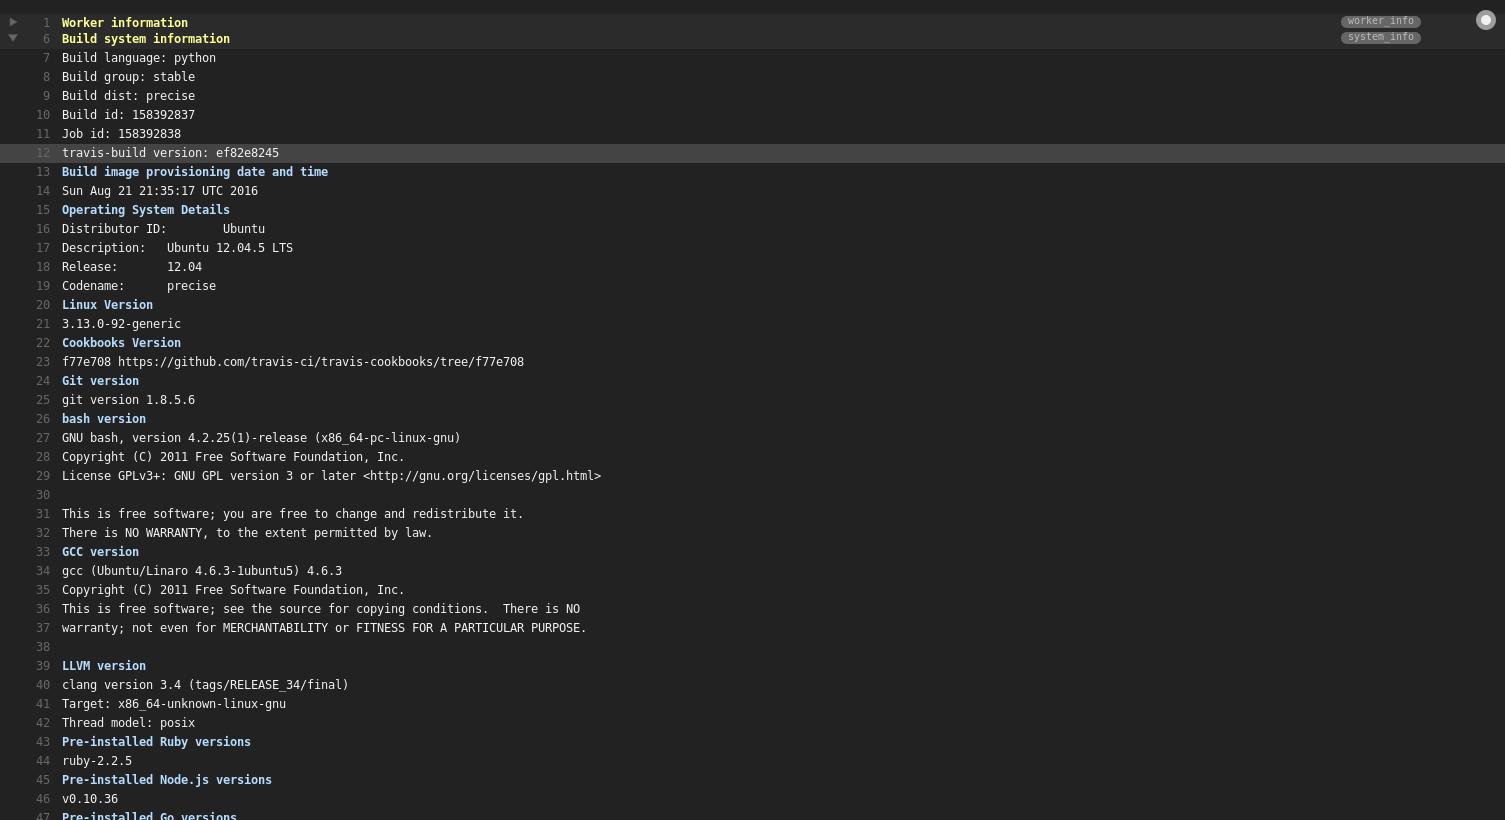 1 Worker information worker_info
6 Build system information system_info
7 Build language: python
8 Build group: stable
9 Build dist: precise
10 Build id: 158392837
11 Job id: 158392838
12 travis-build version: ef82e8245
13 Build image provisioning date and time
14 Sun Aug 21 21:35:17 UTC 2016
15 Operating System Details
16 Distributor ID: Ubuntu
17 Description: Ubuntu 12.04.5 LTS
18 Release: 12.04
19 Codename: precise
20 Linux Version
21 3.13.0-92-generic
22 Cookbooks Version
23 f77e708 https://github.com/travis-ci/travis-cookbooks/tree/f77e708
24 Git version
25 git version 1.8.5.6
26 bash version
27 GNU bash, version 4.2.25(1)-release (x86_64-pc-linux-gnu)
28 Copyright (C) 2011 Free Software Foundation, Inc.
29 License GPLv3+: GNU GPL version 3 or later <http://gnu.org/licenses/gpl.html>
30
31 This is free software; you are free to change and redistribute it.
32 There is NO WARRANTY, to the extent permitted by law.
33 GCC version
34 gcc (Ubuntu/Linaro 4.6.3-1ubuntu5) 4.6.3
35 Copyright (C) 2011 Free Software Foundation, Inc.
36 This is free software; see the source for copying conditions.  There is NO
37 warranty; not even for MERCHANTABILITY or FITNESS FOR A PARTICULAR PURPOSE.
38
39 LLVM version
40 clang version 3.4 (tags/RELEASE_34/final)
41 Target: x86_64-unknown-linux-gnu
42 Thread model: posix
43 Pre-installed Ruby versions
44 ruby-2.2.5
45 Pre-installed Node.js versions
46 v0.10.36
47 Pre-installed Go versions